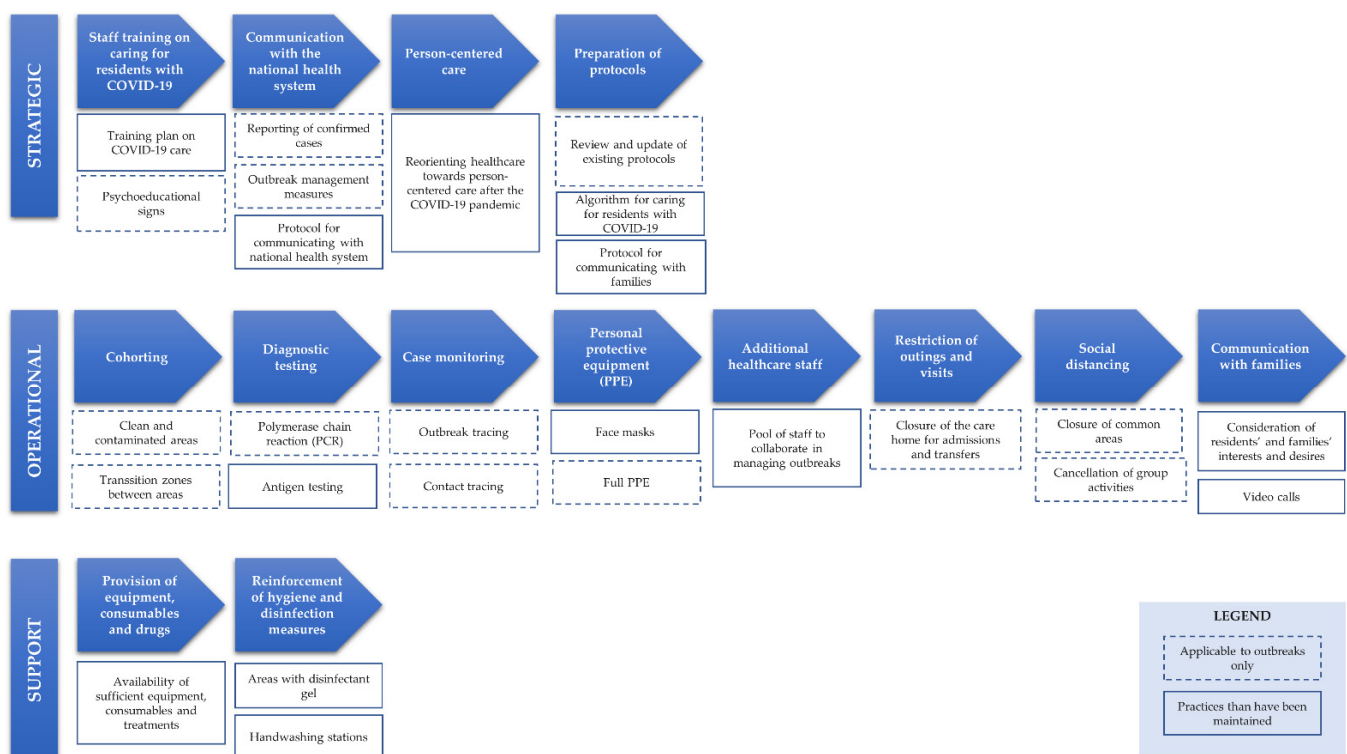 STRATEGIC
Staff training on
caring for
residents with
COVID-19
Communication
with the
national health
system
Person-centered
care
Preparation of
protocols
Training plan on
COVID-19 care
Psychoeducational
signs
Reporting of confirmed
cases
Outbreak management
measures
Protocol for
communicating with
national health system
Reorienting healthcare
towards person-
centered care after the
COVID-19 pandemic
Review and update of
existing protocols
Algorithm for caring
for residents with
COVID-19
Protocol for
communicating with
families
OPERATIONAL
Cohorting
Diagnostic
testing
Case monitoring
Personal
protective
equipment
(PPE)
Additional
healthcare staff
Restriction of
outings and
visits
Social
distancing
Communication
with families
Clean and
contaminated areas
Transsition zones
between areas
Polymerase chain
reaction (PCR)
Antigen testing
Outbreak tracing
Contact tracing
Face masks
Full PPE
Pool of staff to
collaborate in
managing outbreaks
Closure of the care
home for admissions
and transfers
Closure of common
areas
Cancellation of group
activities
Consideration of
residents’ and families’
interests and desires
Video calls
SUPPORT
Provision of
equipment,
consumables
and drugs
Reinforcement
of hygiene and
disinfection
measures
Availability of
sufficient equipment,
consumables and
treatments
Areas with disinfectant
gel
Handwashing stations
LEGEND
Applicable to outbreaks
only
Practices than have been
maintained